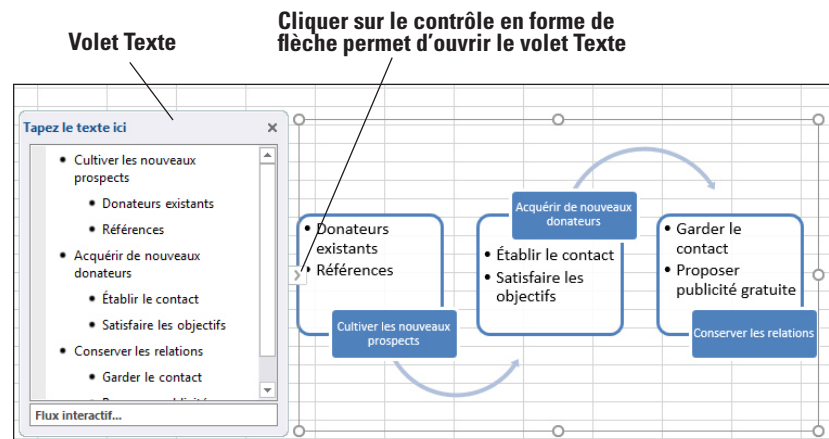 Volet Texte
Cliquer sur le contrôle en forme de
flèche permet d'ouvrir le volet Texte
Tapez le texte ici
• Cultiver les nouveaux
prospects
• Donateurs existants
• Références
• Acquérir de nouveaux
donateurs
• Établir le contact
• Satisfaire les objectifs
• Conserver les relations
• Garder le contact
Flux interactif...
• Donateurs
existants
• Références
Cultiver les nouveaux
prospects
Acquérir de nouveaux
donateurs
• Établir le contact
• Satisfaire les
objectifs
• Garder le
contact
• Proposer
publicité gratuite
Conserver les relations